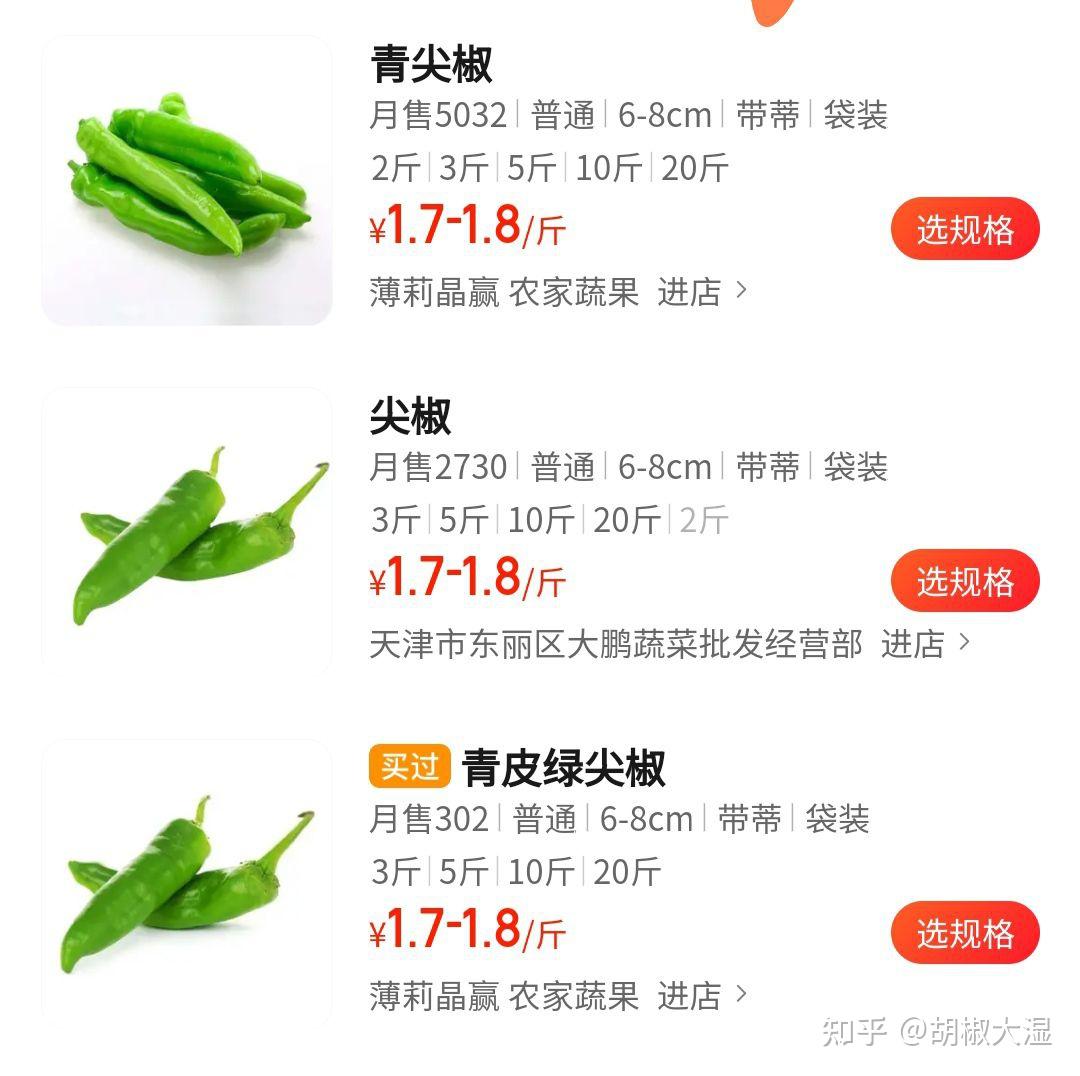 青尖椒
月售5032 | 普通 | 6-8cm | 带蒂 | 袋装
2斤 | 3斤 | 5斤 | 10斤 | 20斤
¥1.7-1.8/斤
选规格
薄莉晶赢 农家蔬果 进店 >
尖椒
月售2730 | 普通 | 6-8cm | 带蒂 | 袋装
3斤 | 5斤 | 10斤 | 20斤 | 2斤
¥1.7-1.8/斤
选规格
天津市东丽区大鹏蔬菜批发经营部 进店 >
买过 青皮绿尖椒
月售302 | 普通 | 6-8cm | 带蒂 | 袋装
3斤 | 5斤 | 10斤 | 20斤
¥1.7-1.8/斤
选规格
薄莉晶赢 农家蔬果 进店 >
知乎 @胡椒大湿